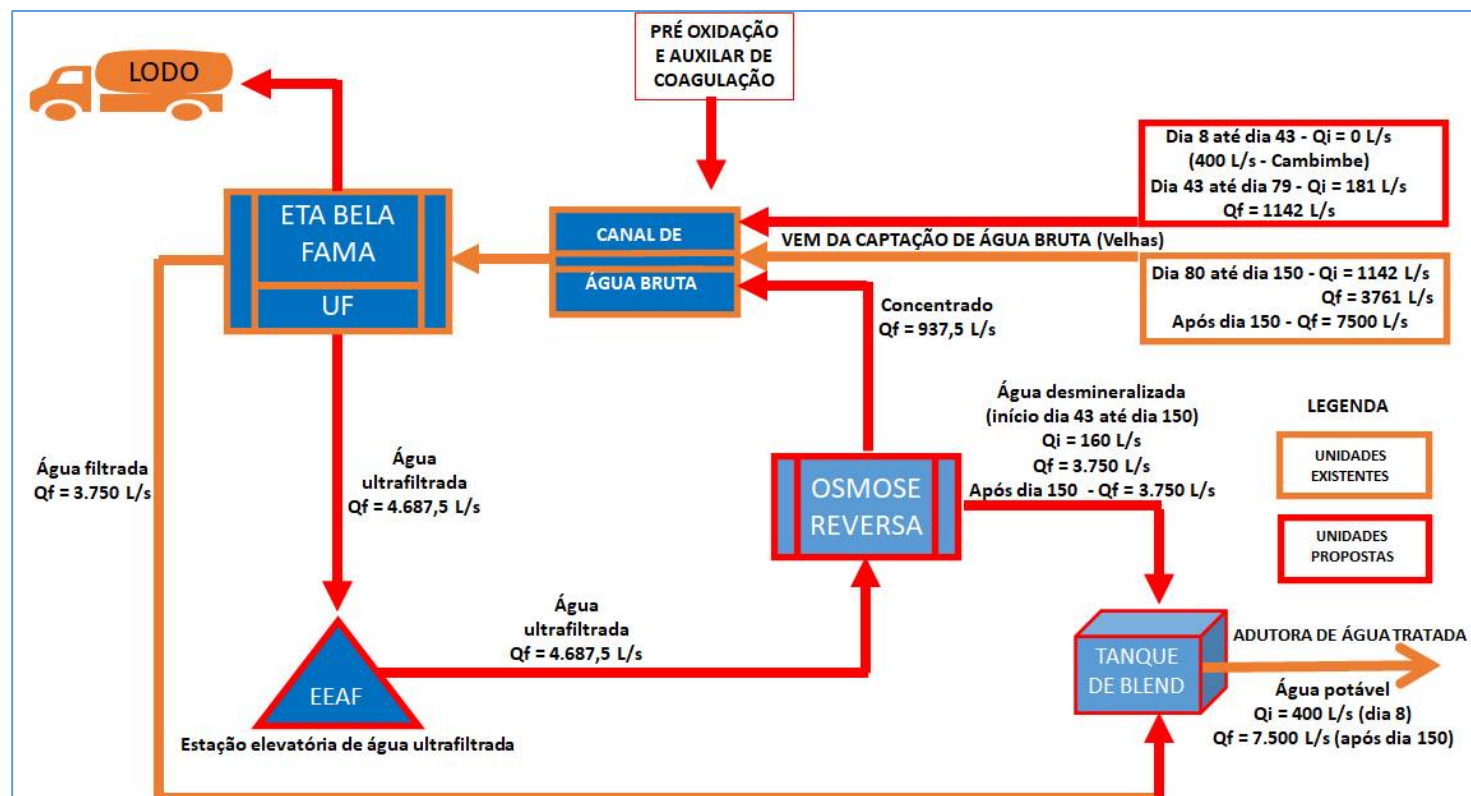 LODO
PRÉ OXIDAÇÃO
E AUXILAR DE
COAGULAÇÃO
Dia 8 até dia 43 - Qi = 0 L/s
(400 L/s - Cambimbe)
Dia 43 até dia 79 - Qi = 181 L/s
Qf = 1142 L/s
ETA BELA
FAMA
UF
CANAL DE
ÁGUA BRUTA
VEM DA CAPTAÇÃO DE ÁGUA BRUTA (Velhas)
Dia 80 até dia 150 - Qi = 1142 L/s
Qf = 3761 L/s
Após dia 150 - Qf = 7500 L/s
Concentrado
Qf = 937,5 L/s
Água desmineralizada
(início dia 43 até dia 150)
Qi = 160 L/s
Qf = 3.750 L/s
Após dia 150 - Qf = 3.750 L/s
LEGENDA
UNIDADES
EXISTENTES
UNIDADES
PROPOSTAS
Água filtrada
Qf = 3.750 L/s
Água
ultrafiltrada
Qf = 4.687,5 L/s
OSMOSE
REVERSA
Água
ultrafiltrada
Qf = 4.687,5 L/s
EEAF
Estação elevatória de água ultrafiltrada
TANQUE
DE BLEND
ADUTORA DE ÁGUA TRATADA
Água potável
Qi = 400 L/s (dia 8)
Qf = 7.500 L/s (após dia 150)